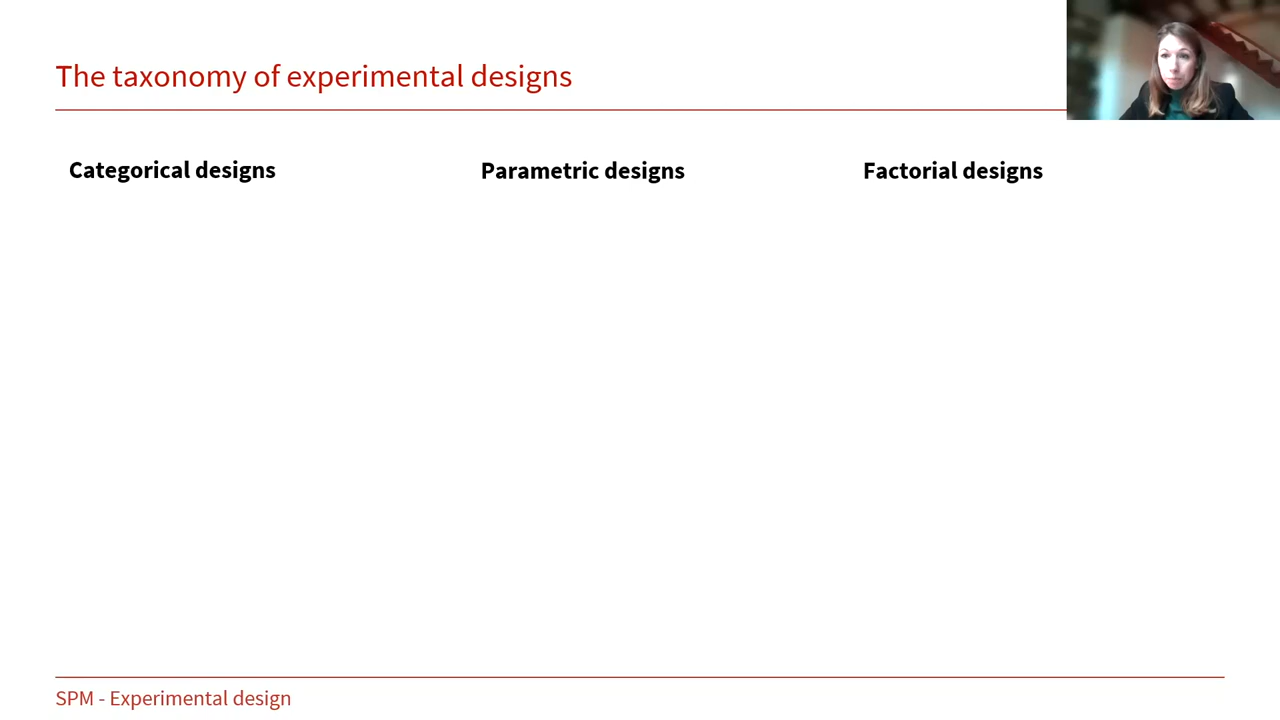 The taxonomy of experimental designs
Categorical designs
Parametric designs
Factorial designs
SPM - Experimental design